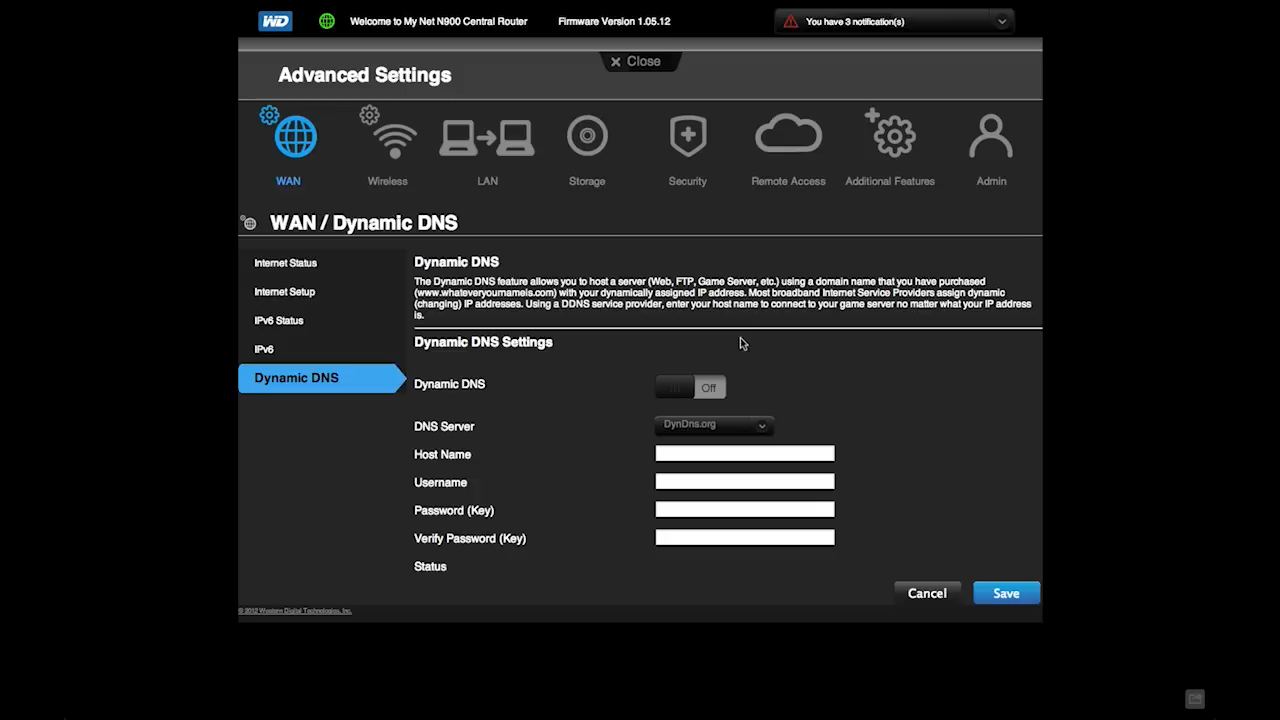 WD
Welcome to My Net N900 Central Router
Firmware Version 1.05.12
You have 3 notification(s)
Close
Advanced Settings
WAN
Wireless
LAN
Storage
Security
Remote Access
Additional Features
Admin
WAN / Dynamic DNS
Internet Status
Internet Setup
IPv6 Status
IPv6
Dynamic DNS
Dynamic DNS
The Dynamic DNS feature allows you to host a server (Web, FTP, Game Server, etc.) using a domain name that you have purchased
(www.whateveryournameis.com) with your dynamically assigned IP address. Most broadband Internet Service Providers assign dynamic
(changing) IP addresses. Using a DDNS service provider, enter your host name to connect to your game server no matter what your IP address
is.
Dynamic DNS Settings
Dynamic DNS
Off
DNS Server
DynDns.org
Host Name
Username
Password (Key)
Verify Password (Key)
Status
Cancel
Save
© 2012 Western Digital Technologies, Inc.